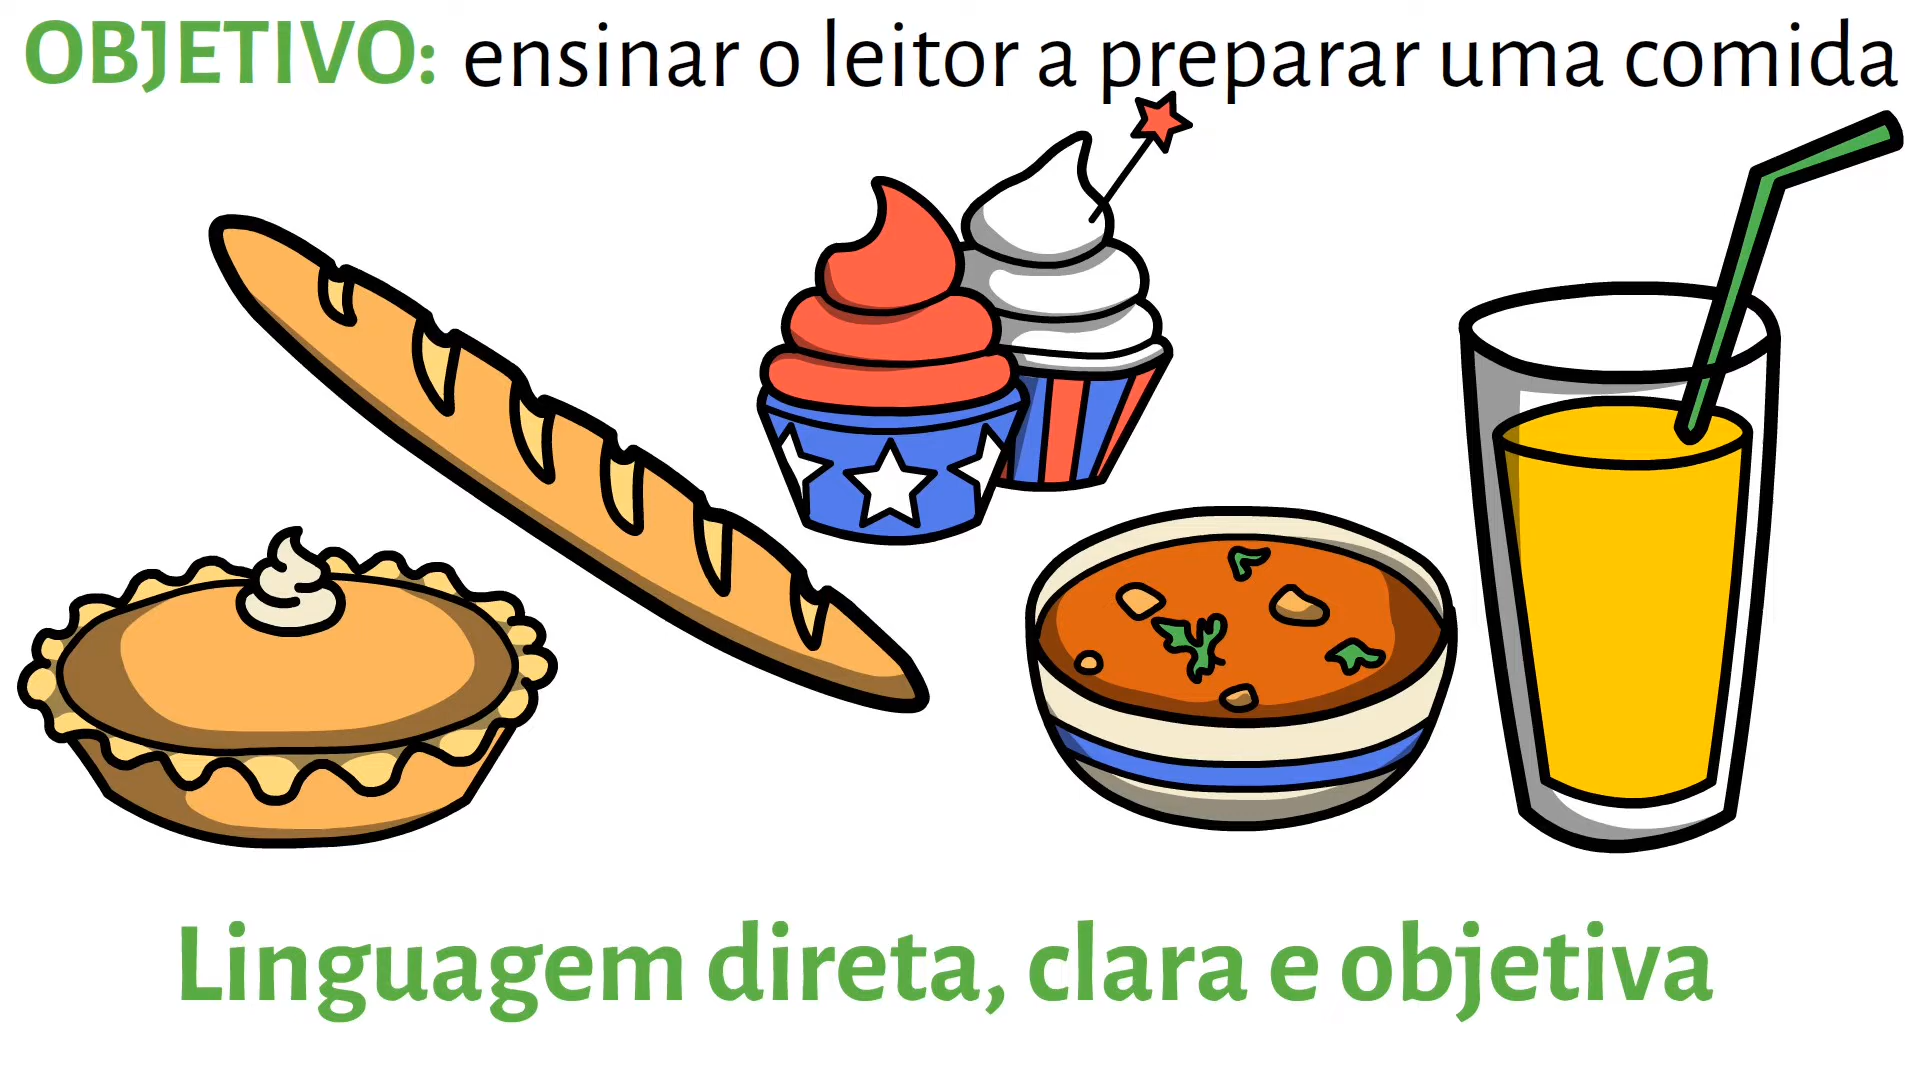 OBJETIVO: ensinar o leitor a preparar uma comida
Linguagem direta, clara e objetiva